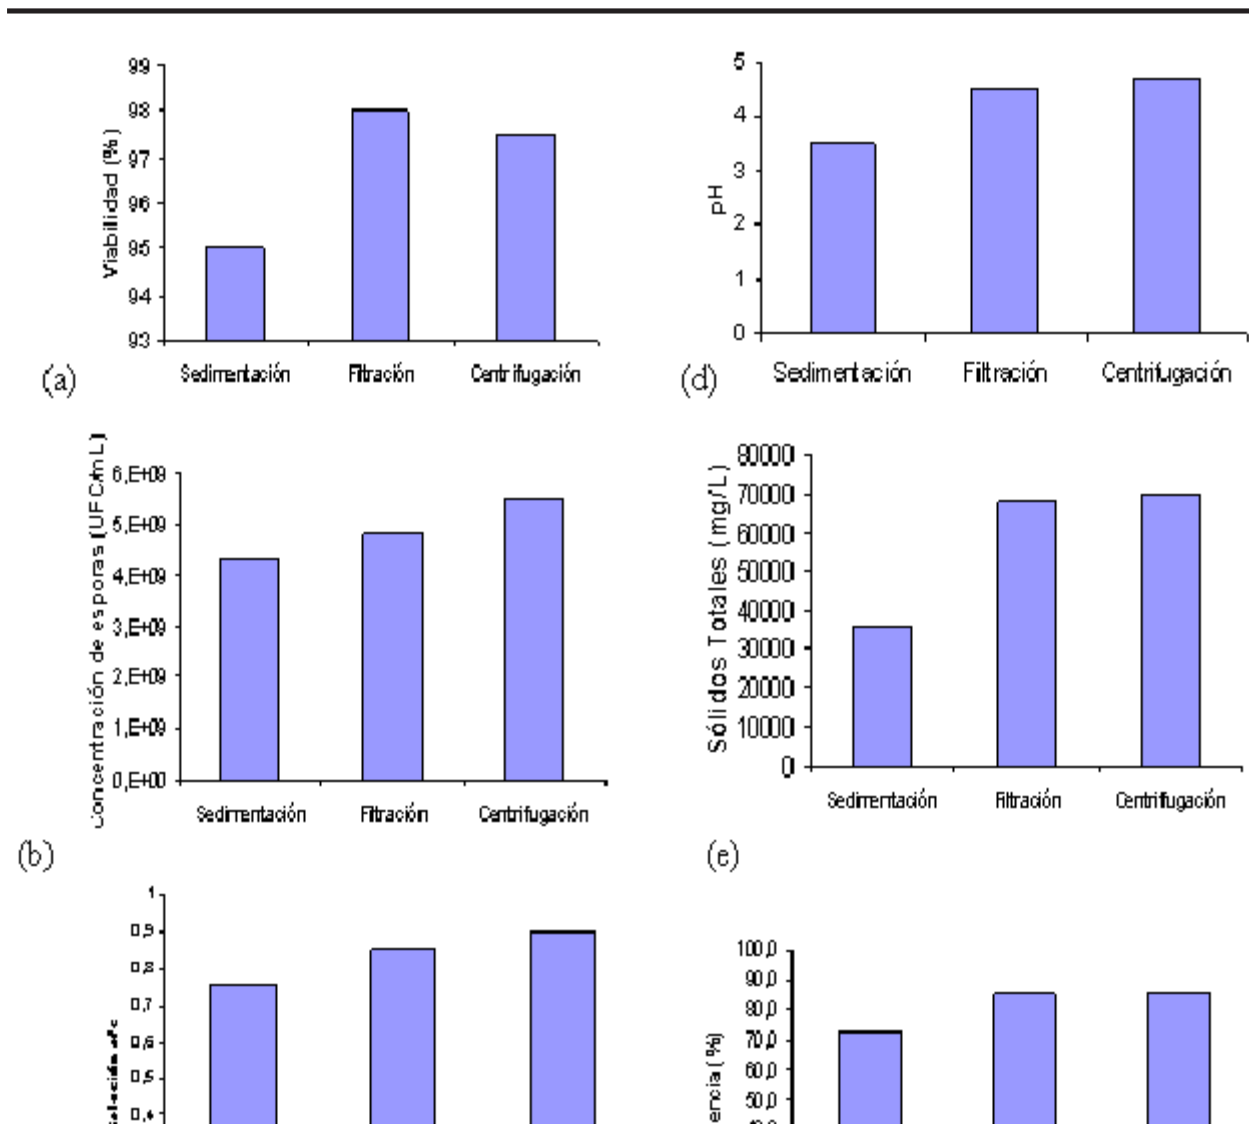 99
98
97
96
95
94
93
Viabilidad (%)
Sedimentación Filtración Centrifugación
(a)
5
4
3
2
1
0
pH
Sedimentación Filtración Centrifugación
(d)
6,E+09
5,E+09
4,E+09
3,E+09
2,E+09
1,E+09
0,E+00
Concentración de esporas (UFC/mL)
Sedimentación Filtración Centrifugación
(b)
80000
70000
60000
50000
40000
30000
20000
10000
0
Sólidos Totales (mg/L)
Sedimentación Filtración Centrifugación
(e)
1
0,9
0,8
0,7
0,6
0,5
0,4
100,0
90,0
80,0
70,0
60,0
50,0
encia (%)